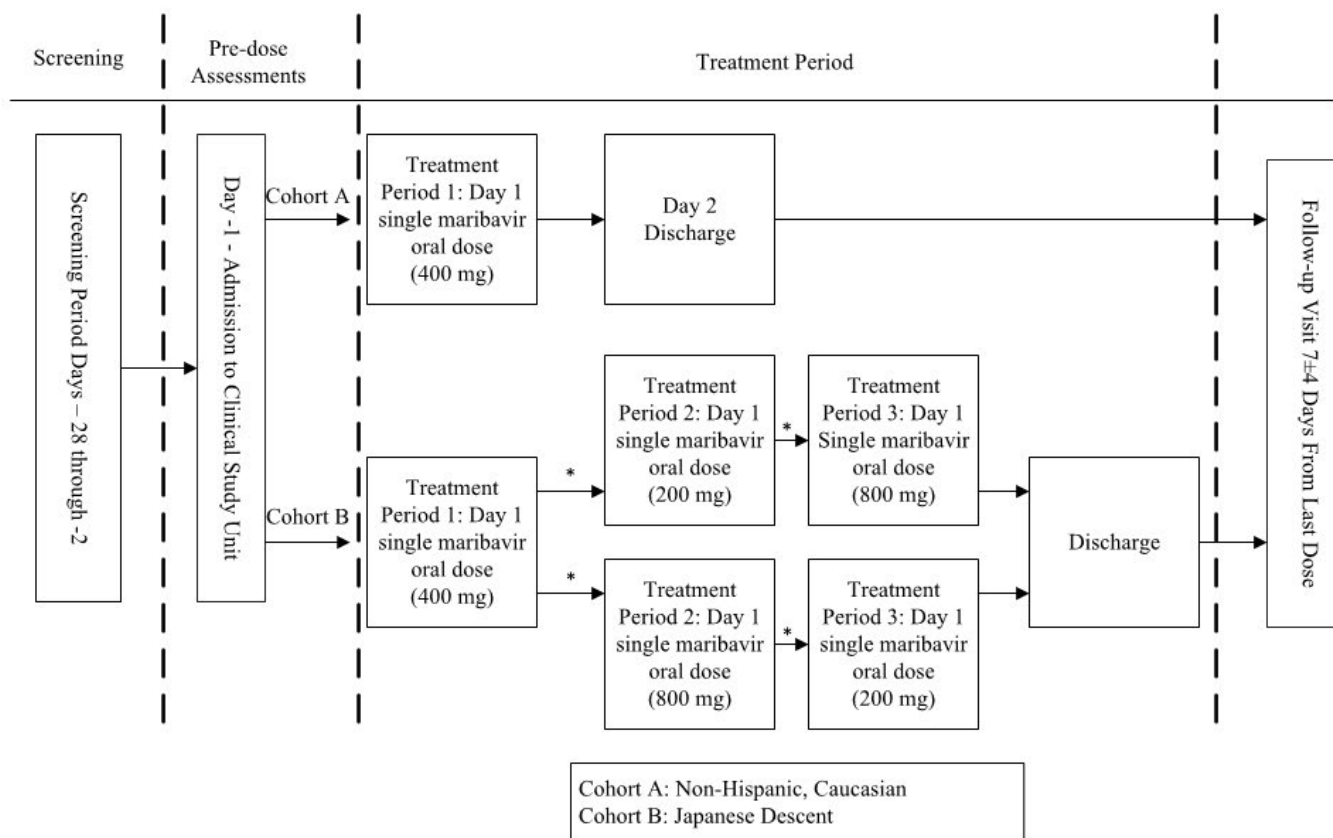 Screening
Pre-dose
Assessments
Treatment Period
Screening Period Days – 28 through -2
Day -1 - Admission to Clinical Study Unit
Cohort A
Treatment
Period 1: Day 1
single maribavir
oral dose
(400 mg)
Day 2
Discharge
Cohort B
Treatment
Period 1: Day 1
single maribavir
oral dose
(400 mg)
*
Treatment
Period 2: Day 1
single maribavir
oral dose
(200 mg)
*
Treatment
Period 3: Day 1
Single maribavir
oral dose
(800 mg)
*
Treatment
Period 2: Day 1
single maribavir
oral dose
(800 mg)
*
Treatment
Period 3: Day 1
single maribavir
oral dose
(200 mg)
Discharge
Follow-up Visit 7±4 Days From Last Dose
Cohort A: Non-Hispanic, Caucasian
Cohort B: Japanese Descent